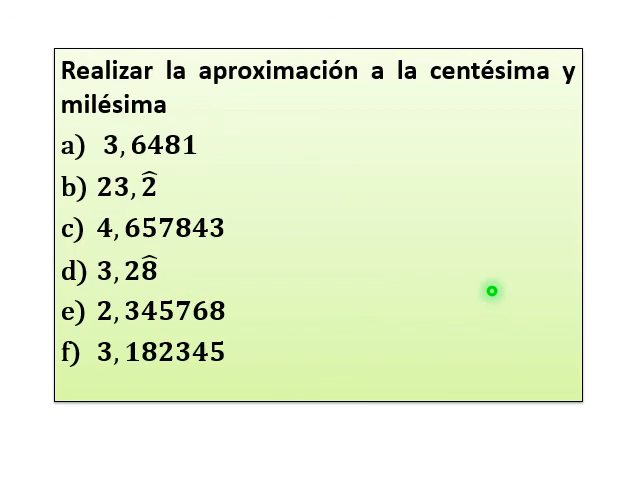 Realizar la aproximación a la centésima y
milésima
a) 3,6481
b) 23,2̂
c) 4,657843
d) 3,28̂
e) 2,345768
f) 3,182345